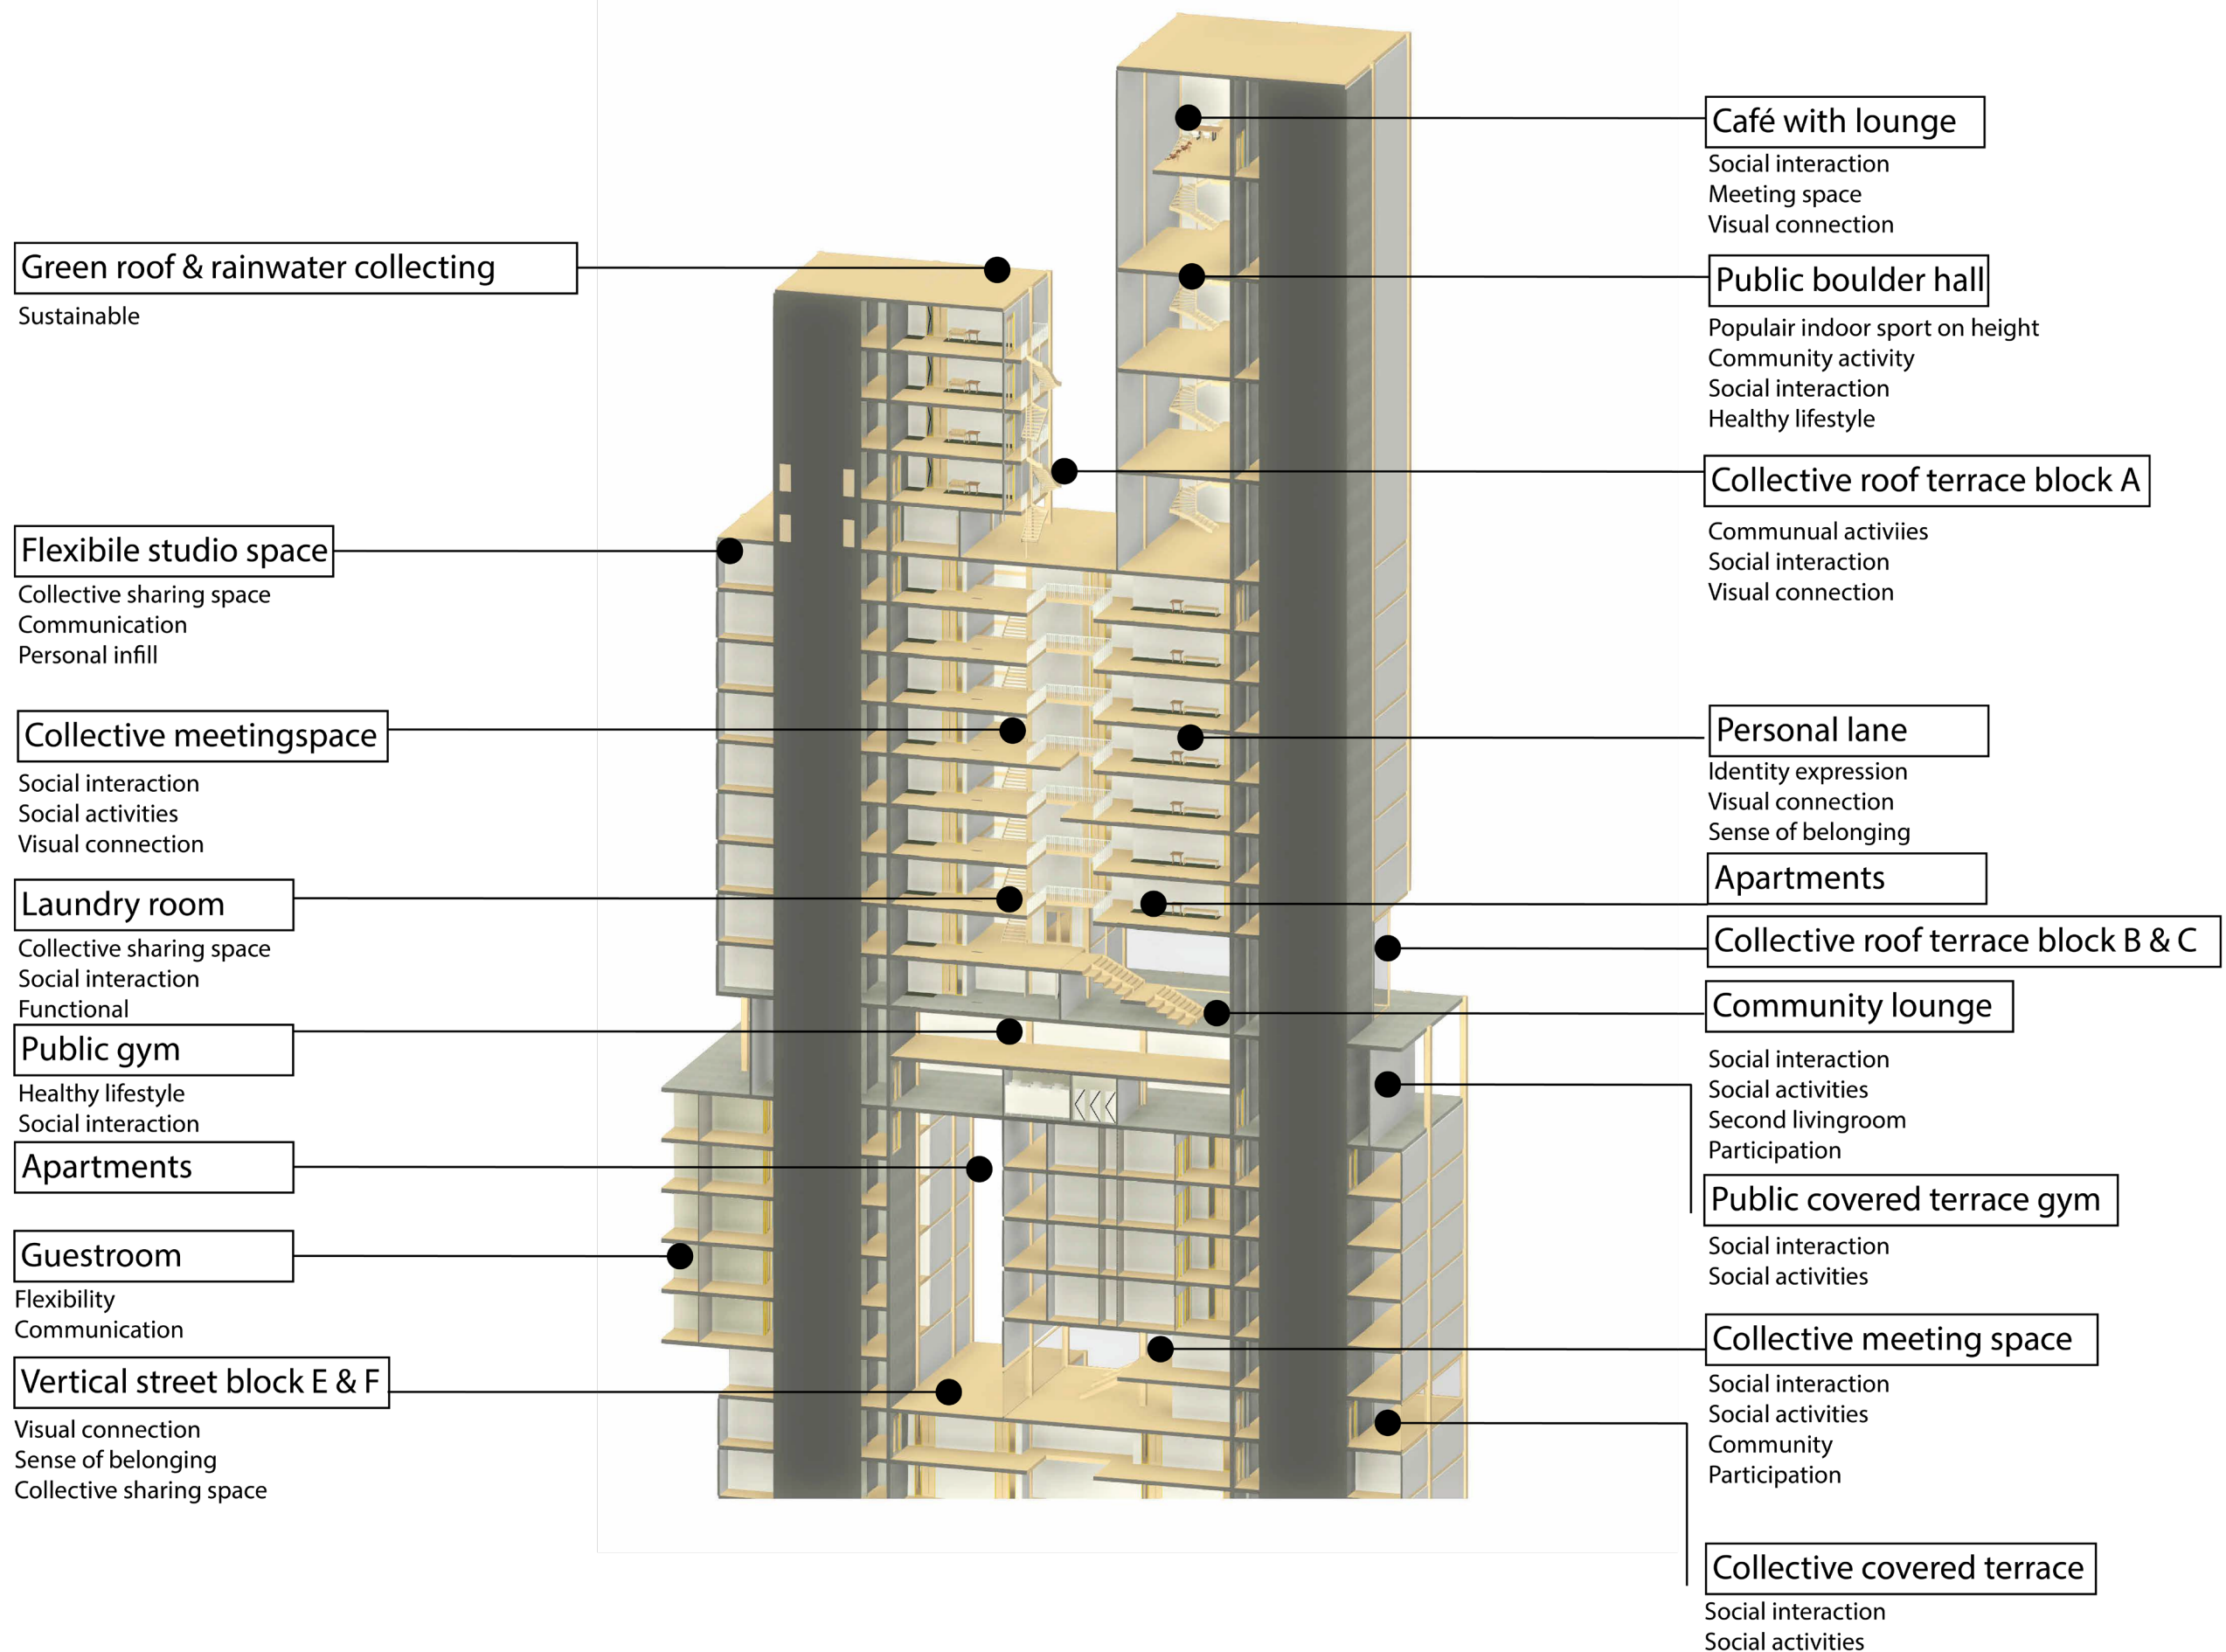 Green roof & rainwater collecting
Sustainable
Flexibile studio space
Collective sharing space
Communication
Personal infill
Collective meetingspace
Social interaction
Social activities
Visual connection
Laundry room
Collective sharing space
Social interaction
Functional
Public gym
Healthy lifestyle
Social interaction
Apartments
Guestroom
Flexibility
Communication
Vertical street block E & F
Visual connection
Sense of belonging
Collective sharing space
Café with lounge
Social interaction
Meeting space
Visual connection
Public boulder hall
Populair indoor sport on height
Community activity
Social interaction
Healthy lifestyle
Collective roof terrace block A
Communual activiies
Social interaction
Visual connection
Personal lane
Identity expression
Visual connection
Sense of belonging
Apartments
Collective roof terrace block B & C
Community lounge
Social interaction
Social activities
Second livingroom
Participation
Public covered terrace gym
Social interaction
Social activities
Collective meeting space
Social interaction
Social activities
Community
Participation
Collective covered terrace
Social interaction
Social activities